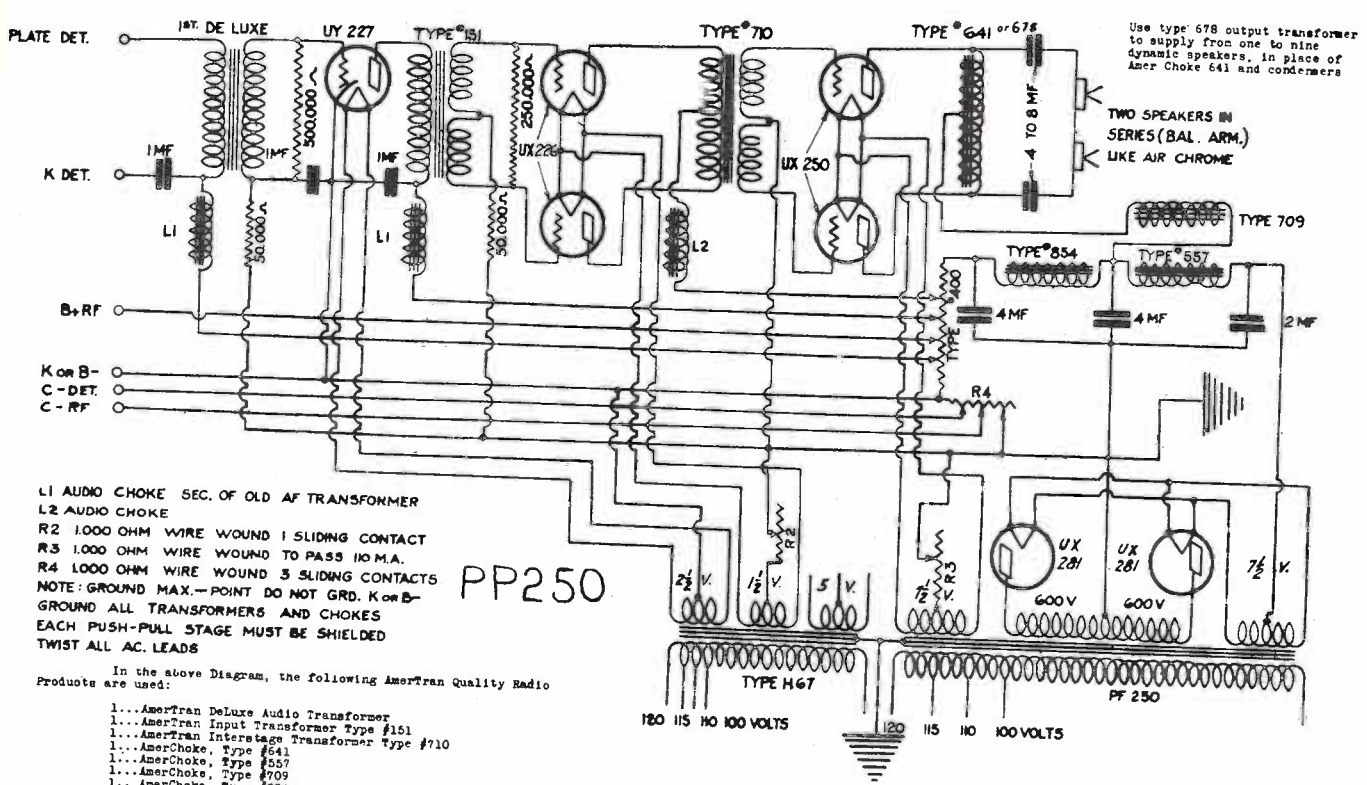 PLATE DET.
1ST. DE LUXE
UY 227
TYPE #151
TYPE #710
TYPE #641 or 678
Use type 678 output transformer
to supply from one to nine
dynamic speakers, in place of
Amer Choke 641 and condensers
500.000 Ω
250.000 Ω
4 TO 8 MF
TWO SPEAKERS IN
SERIES (BAL. ARM.)
LIKE AIR CHROME
1MF
1MF
1MF
UX 226
UX 250
K DET.
L1
50.000 Ω
L1
50.000 Ω
L2
TYPE 709
TYPE #854
TYPE #557
TYPE #400
B+RF
4 MF
4 MF
2 MF
K OR B-
C-DET.
C-RF
R4
L1 AUDIO CHOKE SEC. OF OLD AF TRANSFORMER
L2 AUDIO CHOKE
R2 1.000 OHM WIRE WOUND 1 SLIDING CONTACT
R3 1.000 OHM WIRE WOUND TO PASS 110 M.A.
R4 1.000 OHM WIRE WOUND 3 SLIDING CONTACTS
NOTE: GROUND MAX.-POINT DO NOT GRD. K OR B-
GROUND ALL TRANSFORMERS AND CHOKES
EACH PUSH-PULL STAGE MUST BE SHIELDED
TWIST ALL AC. LEADS
PP250
R2
R3
UX 281
UX 281
2½ V.
1½ V.
5 V.
7½ V.
600V
600V
7½ V.
TYPE H67
PF 250
120 115 110 100 VOLTS
120 115 110 100 VOLTS
In the above Diagram, the following AmerTran Quality Radio
Products are used:
1...AmerTran DeLuxe Audio Transformer
1...AmerTran Input Transformer Type #151
1...AmerTran Interstage Transformer Type #710
1...AmerChoke, Type #641
1...AmerChoke, Type #557
1...AmerChoke, Type #709